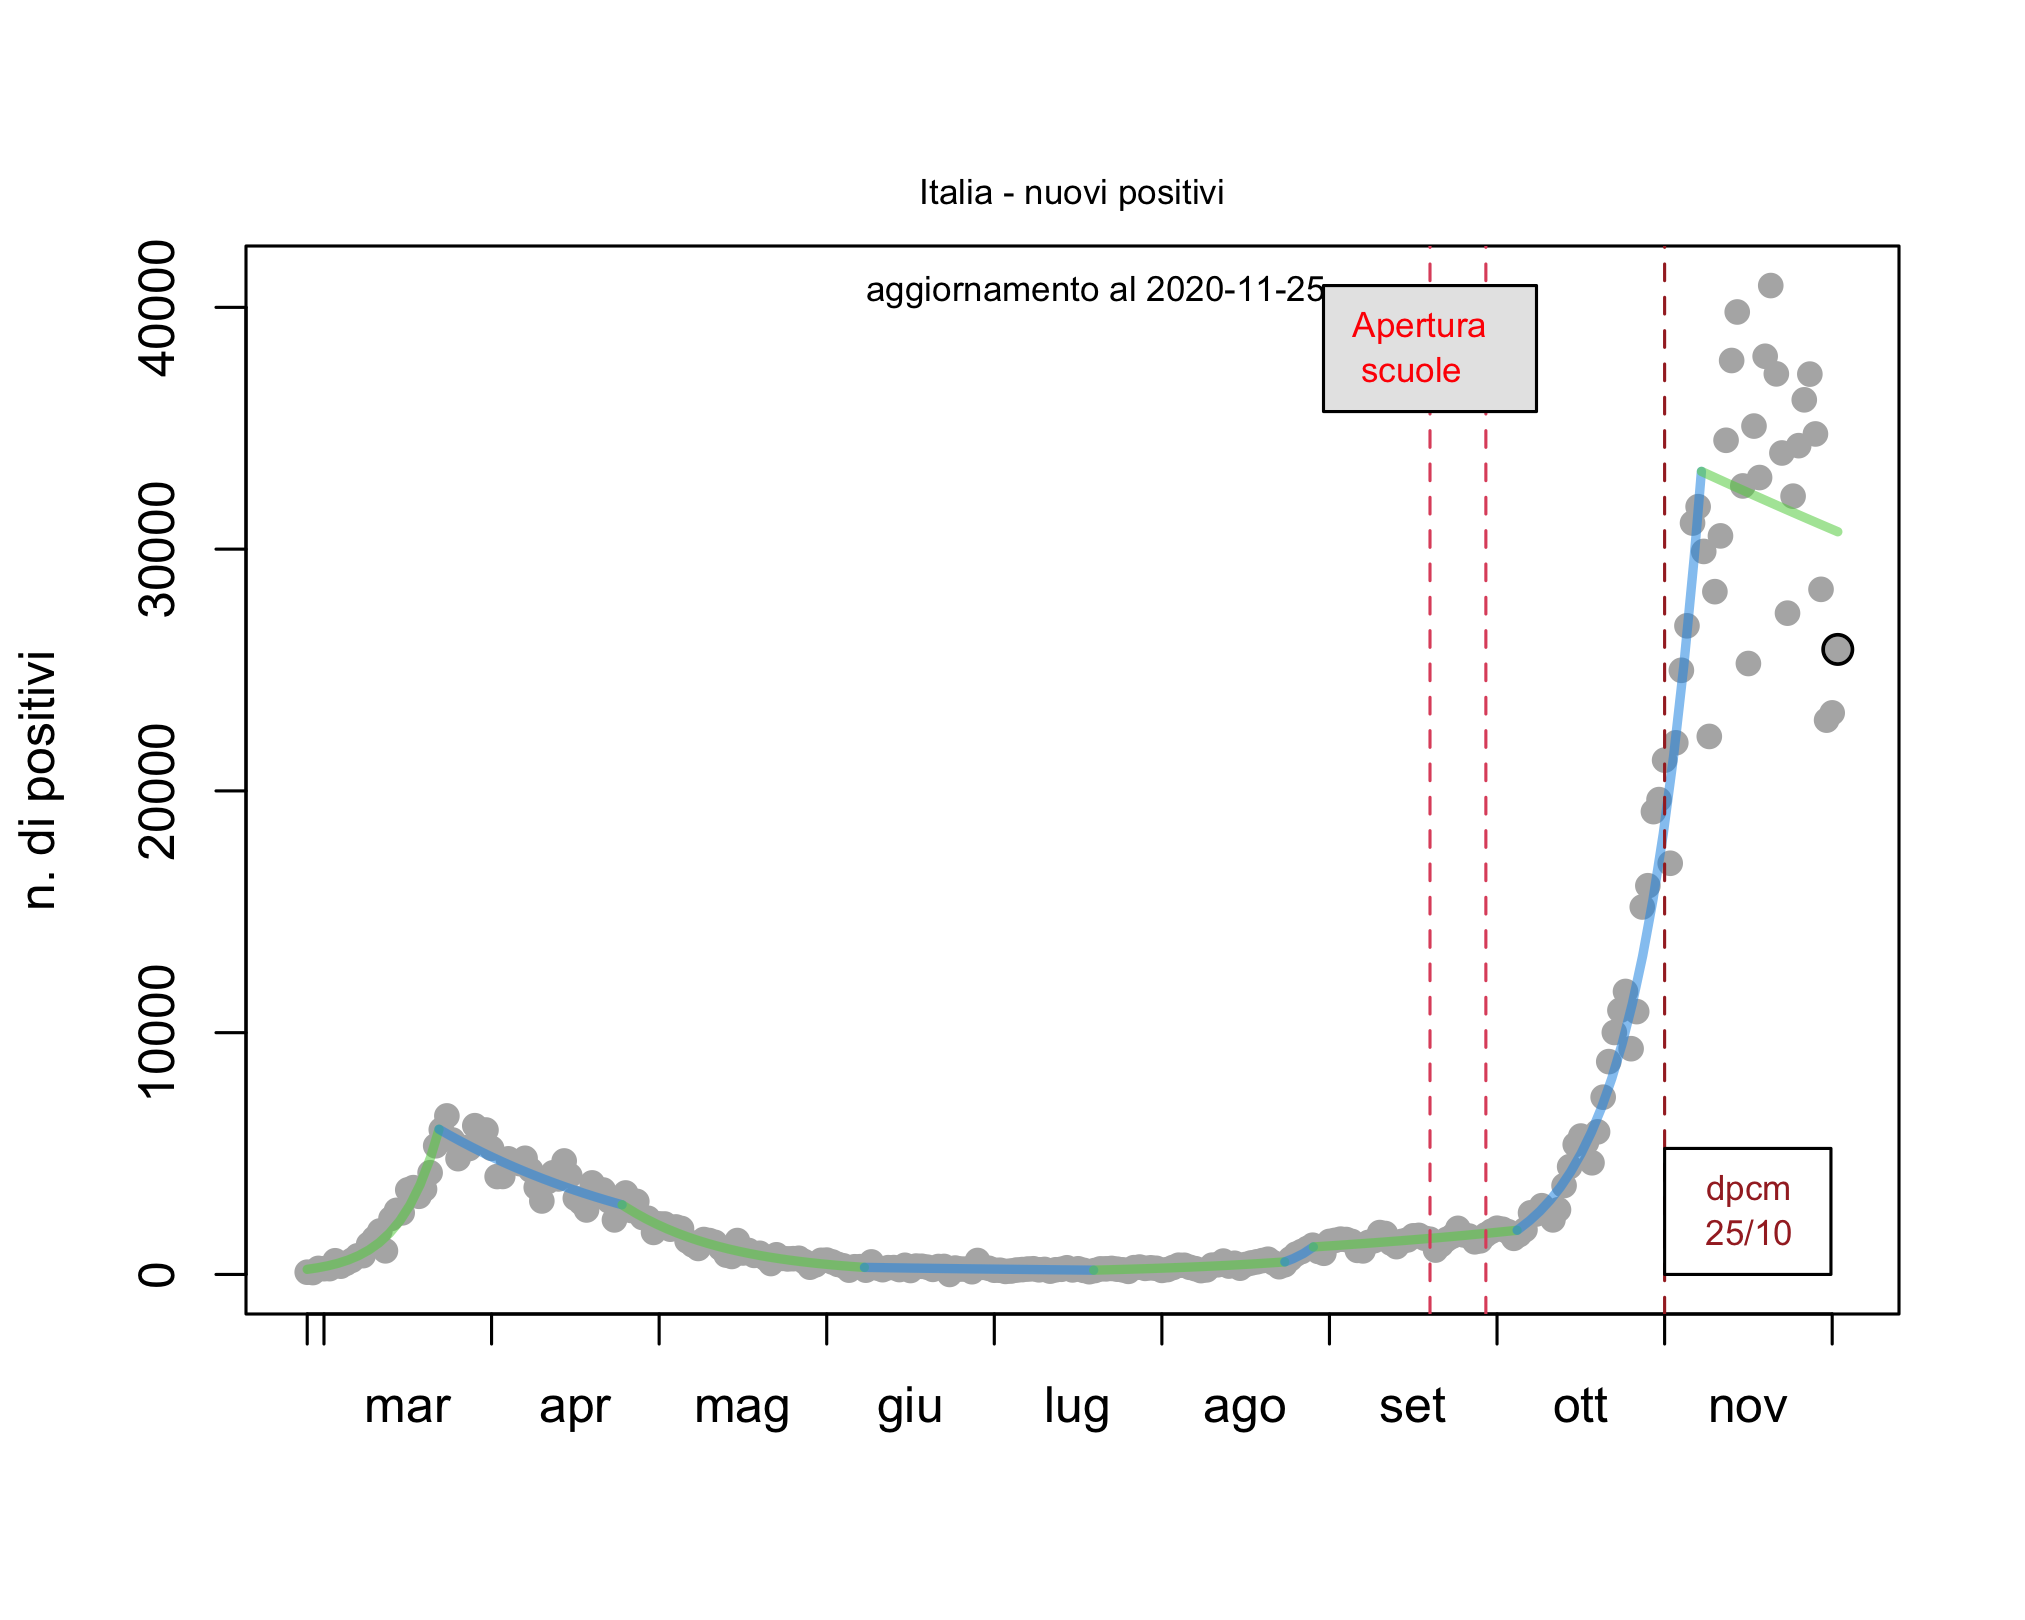 Italia - nuovi positivi
aggiornamento al 2020-11-25
Apertura
scuole
40000
30000
20000
10000
0
n. di positivi
dpcm
25/10
mar apr mag giu lug ago set ott nov